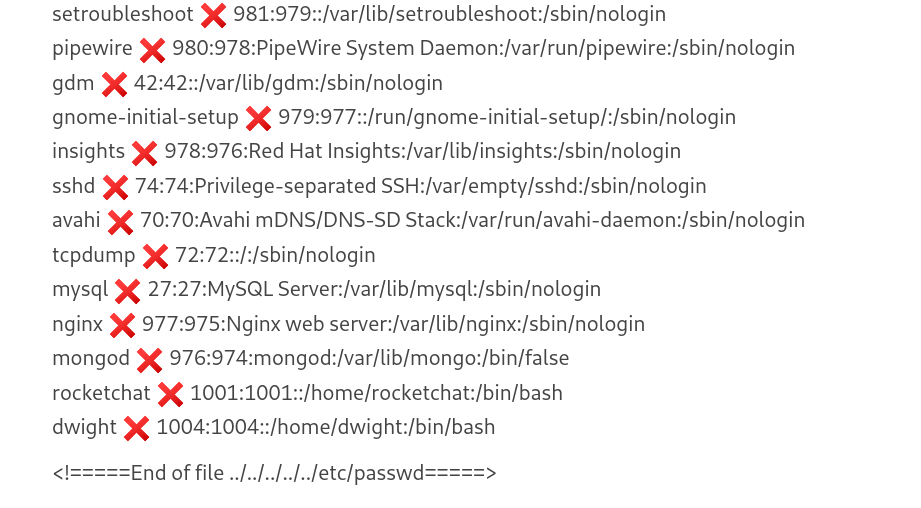 setroubleshoot ❌ 981:979::/var/lib/setroubleshoot:/sbin/nologin
pipewire ❌ 980:978:PipeWire System Daemon:/var/run/pipewire:/sbin/nologin
gdm ❌ 42:42::/var/lib/gdm:/sbin/nologin
gnome-initial-setup ❌ 979:977::/run/gnome-initial-setup/:/sbin/nologin
insights ❌ 978:976:Red Hat Insights:/var/lib/insights:/sbin/nologin
sshd ❌ 74:74:Privilege-separated SSH:/var/empty/sshd:/sbin/nologin
avahi ❌ 70:70:Avahi mDNS/DNS-SD Stack:/var/run/avahi-daemon:/sbin/nologin
tcpdump ❌ 72:72::/:/sbin/nologin
mysql ❌ 27:27:MySQL Server:/var/lib/mysql:/sbin/nologin
nginx ❌ 977:975:Nginx web server:/var/lib/nginx:/sbin/nologin
mongod ❌ 976:974:mongod:/var/lib/mongo:/bin/false
rocketchat ❌ 1001:1001::/home/rocketchat:/bin/bash
dwight ❌ 1004:1004::/home/dwight:/bin/bash
<!=====End of file ../../../../../etc/passwd=====>